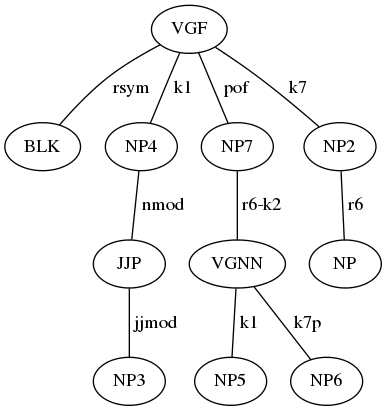 VGF
rsym k1 pof k7
BLK NP4 NP7 NP2
nmod r6-k2 r6
JJP VGNN NP
jjmod k1 k7p
NP3 NP5 NP6